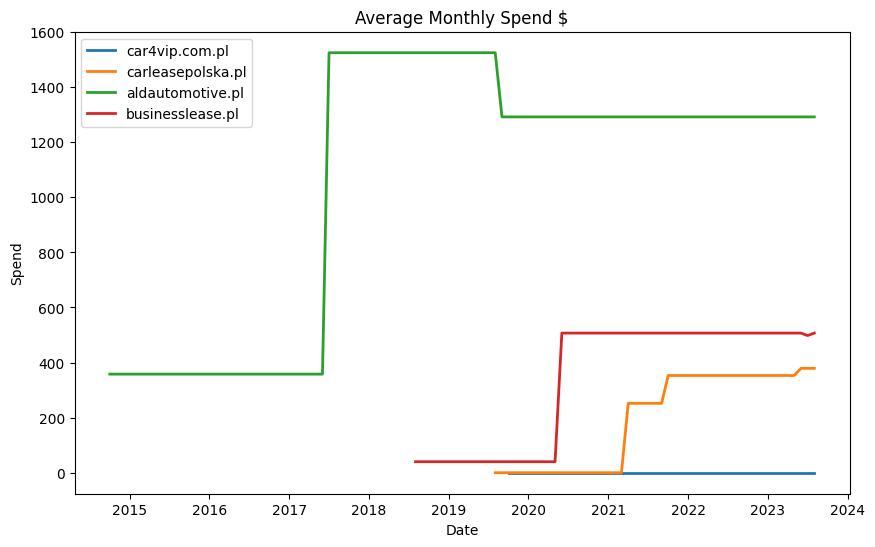 Average Monthly Spend $
car4vip.com.pl
carleasepolska.pl
aldautomotive.pl
businesslease.pl
1600
1400
1200
1000
800
600
400
200
0
Spend
2015 2016 2017 2018 2019 2020 2021 2022 2023 2024
Date